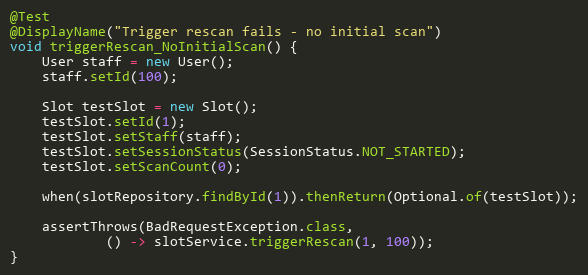 @Test
@DisplayName("Trigger rescan fails - no initial scan")
void triggerRescan_NoInitialScan() {
    User staff = new User();
    staff.setId(100);

    Slot testSlot = new Slot();
    testSlot.setId(1);
    testSlot.setStaff(staff);
    testSlot.setSessionStatus(SessionStatus.NOT_STARTED);
    testSlot.setScanCount(0);

    when(slotRepository.findById(1)).thenReturn(Optional.of(testSlot));

    assertThrows(BadRequestException.class,
            () -> slotService.triggerRescan(1, 100));
}